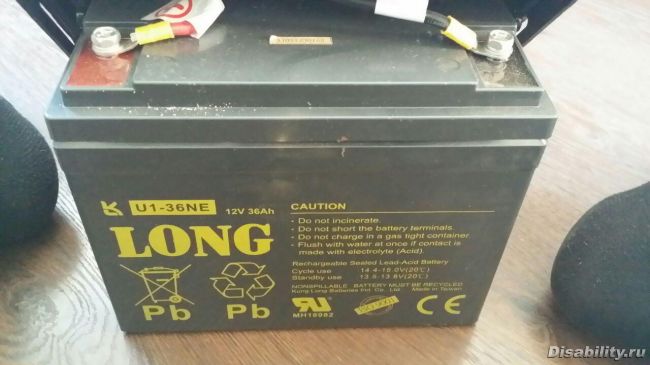 U1-36NE
12V 36Ah
LONG
Pb
Pb
CAUTION
• Do not incinerate.
• Do not short the battery terminals.
• Do not charge in a gas tight container
• Flush with water at once if contact is
made with electrolyte (Acid)
Rechargeable Sealed Lead-Acid Battery
Cycle use 14.4-15.0V(20℃)
Standby use 13.5-13.8V(20℃)
NONSPILLABLE BATTERY MUST BE RECYCLED
Kung Long Batteries Ind. Co., Ltd. Made in Taiwan
MH16982
CE
Disability.ru